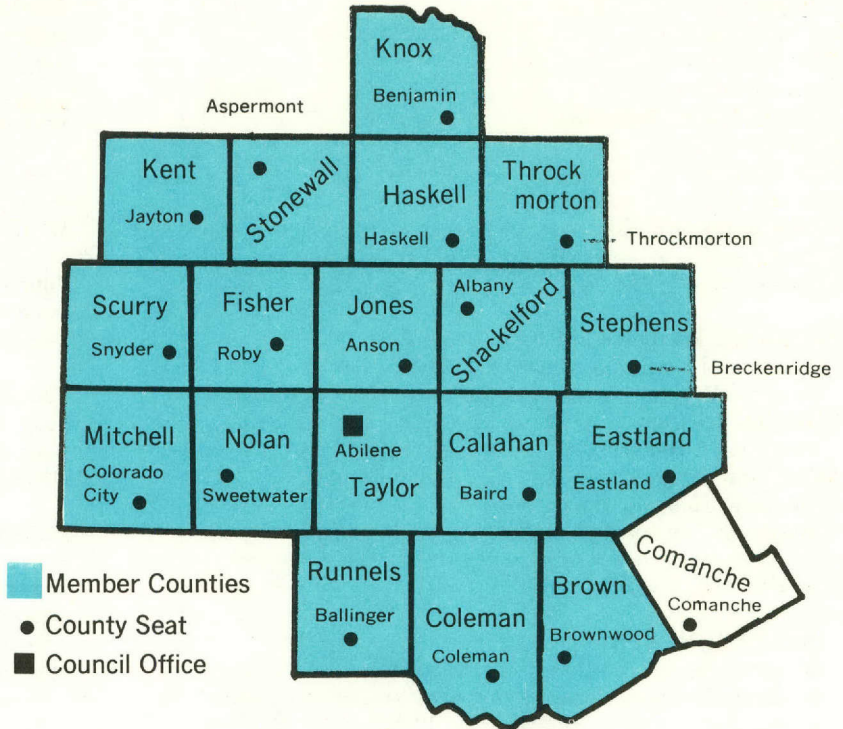 Knox
Benjamin
Aspermont
Kent
Jayton
Stonewall
Haskell
Haskell
Throck
morton
Throckmorton
Scurry
Snyder
Fisher
Roby
Jones
Anson
Albany
Shackelford
Stephens
Breckenridge
Mitchell
Colorado
City
Nolan
Sweetwater
Abilene
Taylor
Callahan
Baird
Eastland
Eastland
Comanche
Comanche
Runnels
Ballinger
Coleman
Coleman
Brown
Brownwood
Member Counties
County Seat
Council Office